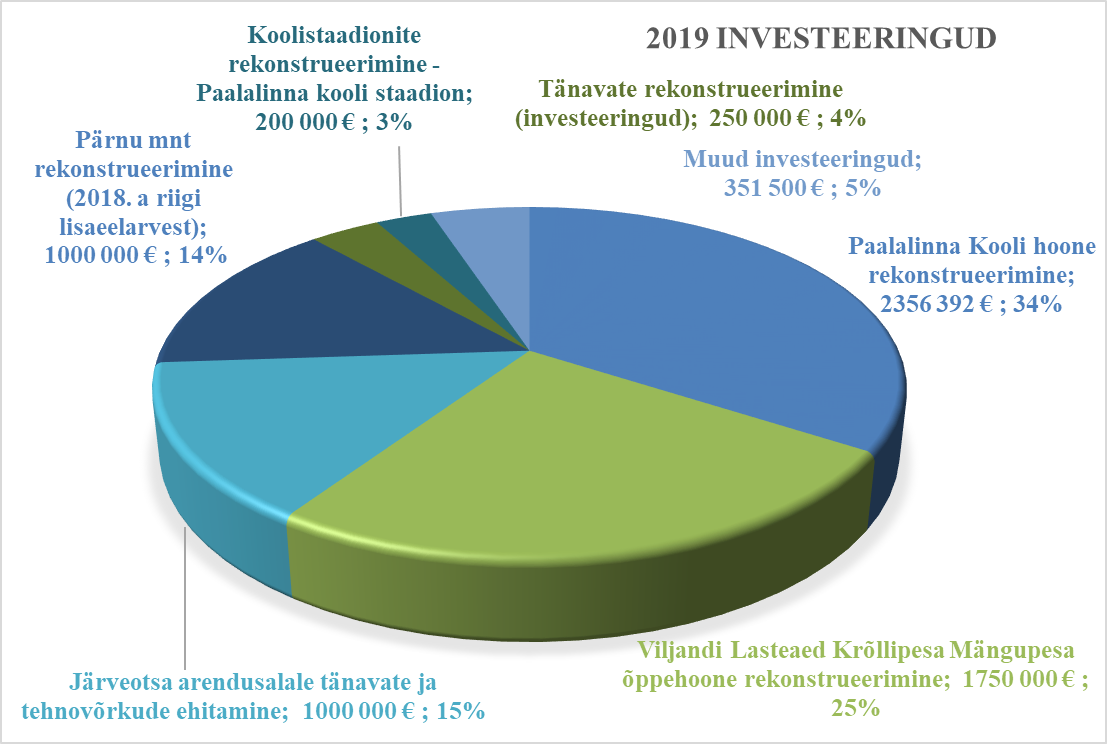 2019 INVESTEERINGUD
Koolistaadionite
rekonstrueerimine -
Paalalinna kooli staadion;
200 000 € ; 3%
Tänavate rekonstrueerimine
(investeeringud);  250 000 € ; 4%
Muud investeeringud;
351 500 € ; 5%
Pärnu mnt
rekonstrueerimine
(2018. a riigi
lisaeelarvest);
1000 000 € ; 14%
Paalalinna Kooli hoone
rekonstrueerimine;
2356 392 € ; 34%
Viljandi Lasteaed Krõllipesa Mängupesa
õppehoone rekonstrueerimine;  1750 000 € ;
25%
Järveotsa arendusalale tänavate ja
tehnovõrkude ehitamine;  1000 000 € ; 15%